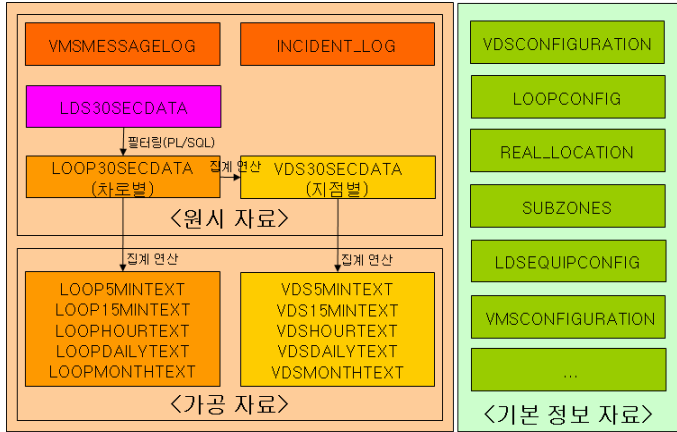 VMSMESSAGELOG
INCIDENT_LOG
LDS30SECDATA
필터링(PL/SQL)
LOOP30SECDATA
(차로별)
집계 연산
VDS30SECDATA
(지점별)
<원시 자료>
집계 연산
집계 연산
LOOP5MINTEXT
LOOP15MINTEXT
LOOPHOURTEXT
LOOPDAILYTEXT
LOOPMONTHTEXT
VDS5MINTEXT
VDS15MINTEXT
VDSHOURTEXT
VDSDAILYTEXT
VDSMONTHTEXT
<가공 자료>
VDSCONFIGURATION
LOOPCONFIG
REAL_LOCATION
SUBZONES
LDSEQUIPCONFIG
VMSCONFIGURATION
...
<기본 정보 자료>